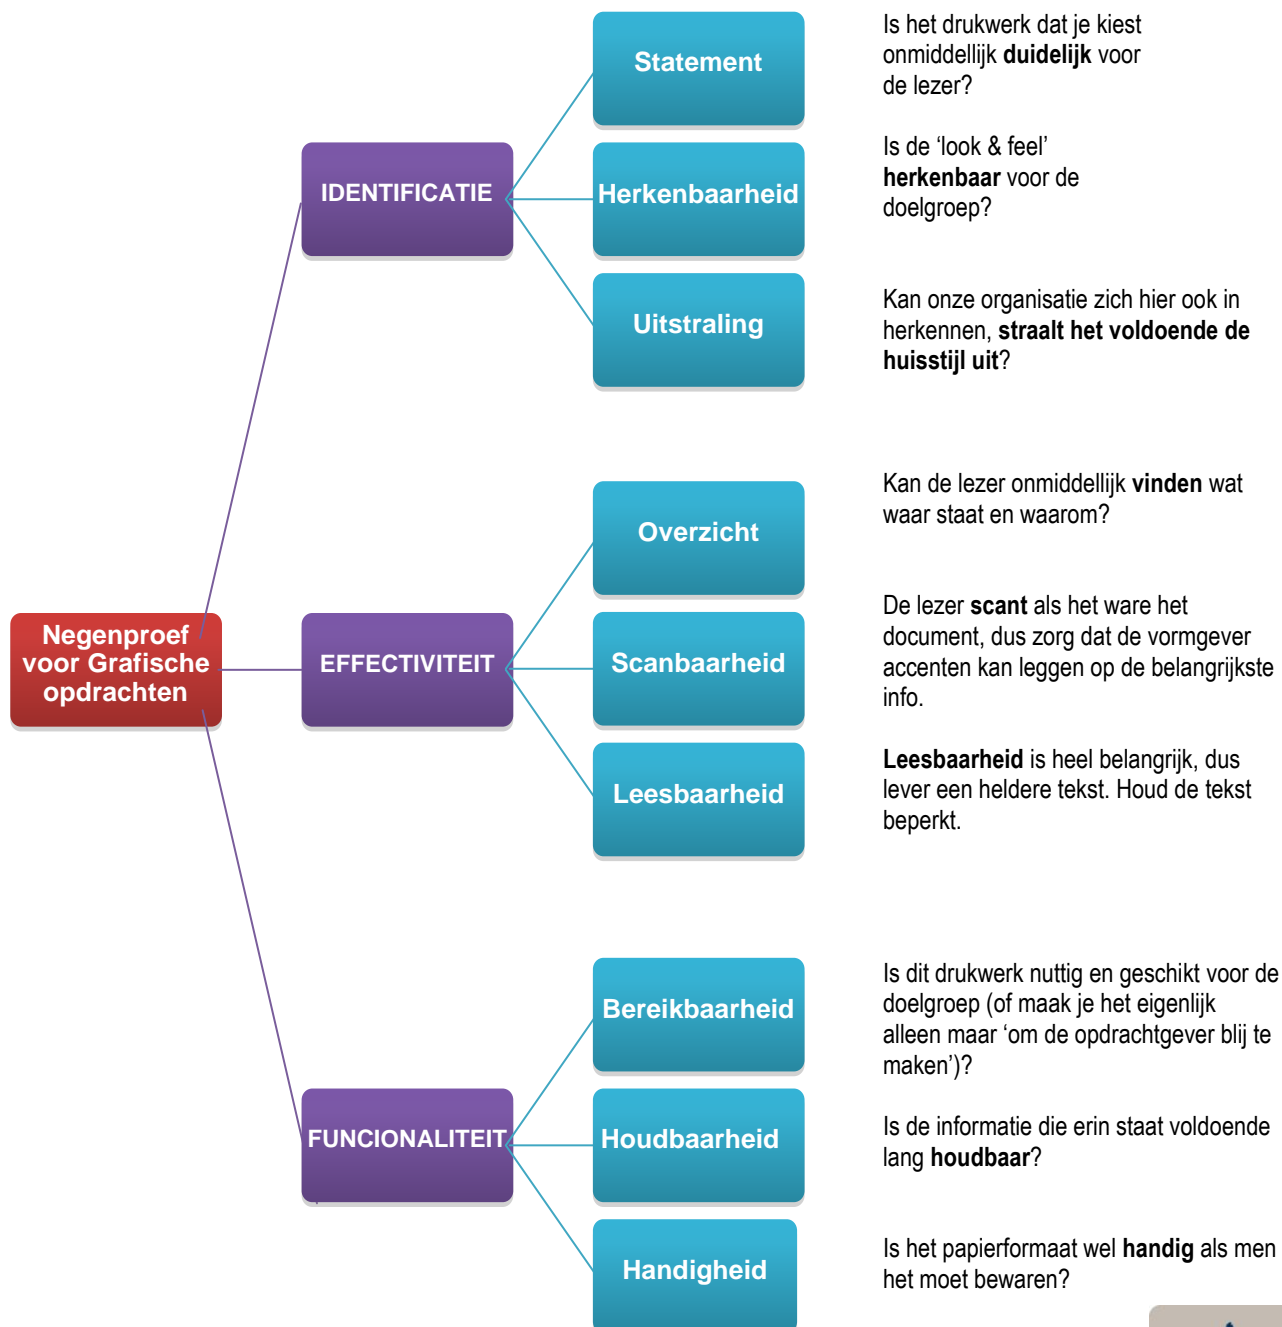 Negenproef
voor Grafische
opdrachten
IDENTIFICATIE
Statement
Is het drukwerk dat je kiest
onmiddellijk duidelijk voor
de lezer?
Herkenbaarheid
Is de ‘look & feel’
herkenbaar voor de
doelgroep?
Uitstraling
Kan onze organisatie zich hier ook in
herkennen, straalt het voldoende de
huisstijl uit?
EFFECTIVITEIT
Overzicht
Kan de lezer onmiddellijk vinden wat
waar staat en waarom?
Scanbaarheid
De lezer scant als het ware het
document, dus zorg dat de vormgever
accenten kan leggen op de belangrijkste
info.
Leesbaarheid
Leesbaarheid is heel belangrijk, dus
lever een heldere tekst. Houd de tekst
beperkt.
FUNCIONALITEIT
Bereikbaarheid
Is dit drukwerk nuttig en geschikt voor de
doelgroep (of maak je het eigenlijk
alleen maar ‘om de opdrachtgever blij te
maken’)?
Houdbaarheid
Is de informatie die erin staat voldoende
lang houdbaar?
Handigheid
Is het papierformaat wel handig als men
het moet bewaren?